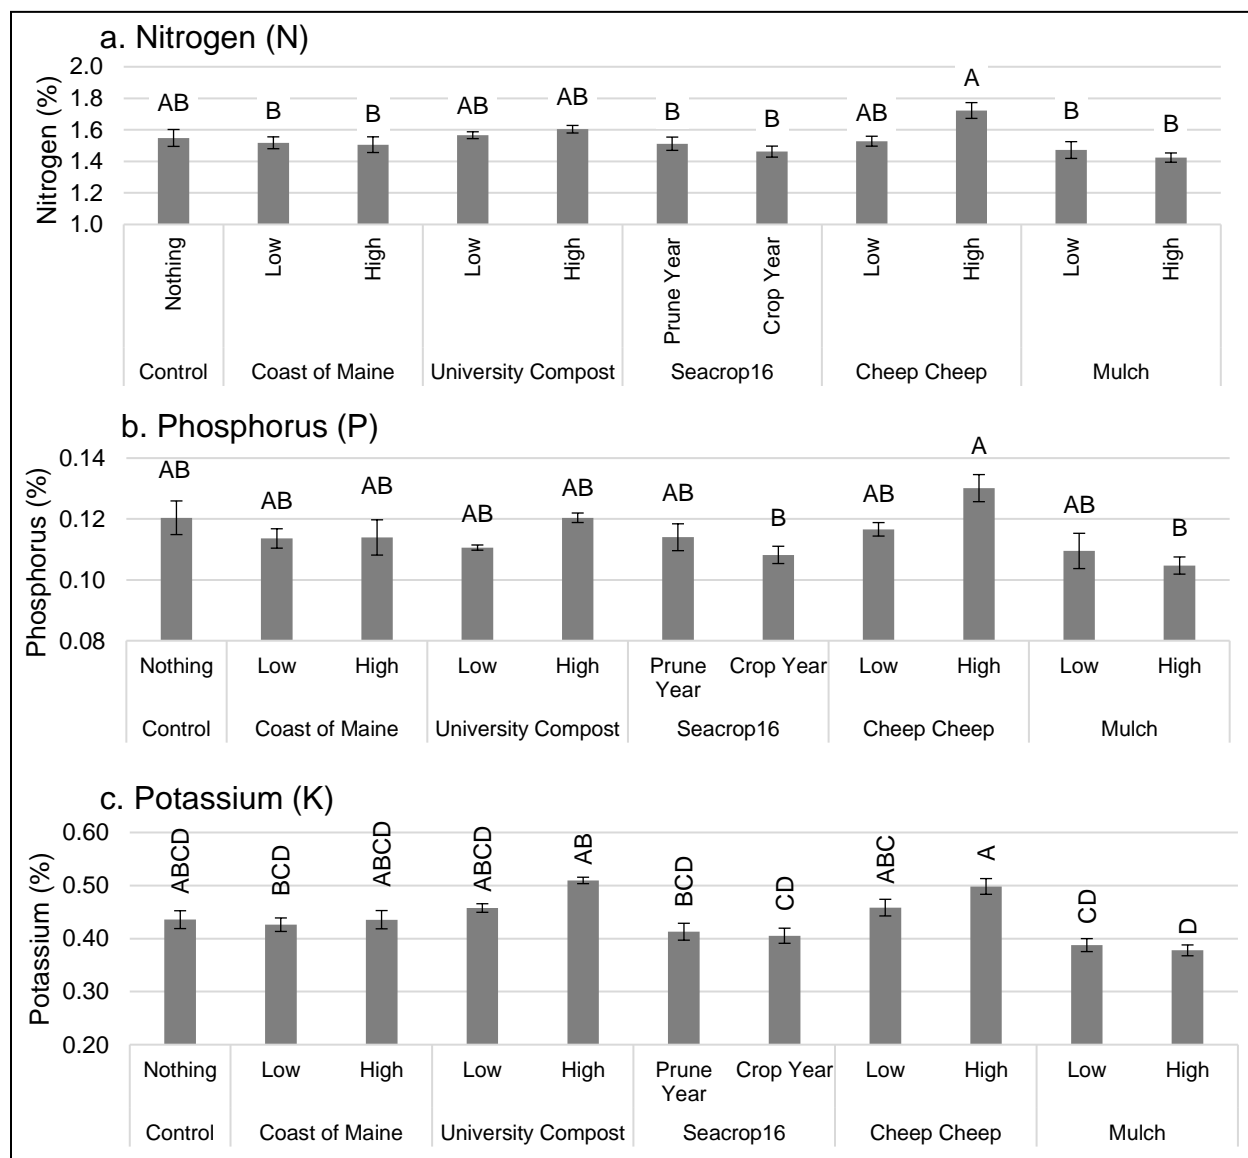 a. Nitrogen (N)
Nitrogen (%)
2.0
1.8
1.6
1.4
1.2
1.0
AB B B AB AB B B AB A B B
Nothing Low High Low High Prune Year Crop Year Low High Low High
Control Coast of Maine University Compost Seacrop16 Cheep Cheep Mulch
b. Phosphorus (P)
Phosphorus (%)
0.14
0.12
0.10
0.08
AB AB AB AB AB AB B AB A AB B
Nothing Low High Low High Prune Crop Year Low High Low High
Year
Control Coast of Maine University Compost Seacrop16 Cheep Cheep Mulch
c. Potassium (K)
Potassium (%)
0.60
0.50
0.40
0.30
0.20
ABCD BCD ABCD ABCD AB BCD CD ABC A CD D
Nothing Low High Low High Prune Crop Year Low High Low High
Year
Control Coast of Maine University Compost Seacrop16 Cheep Cheep Mulch